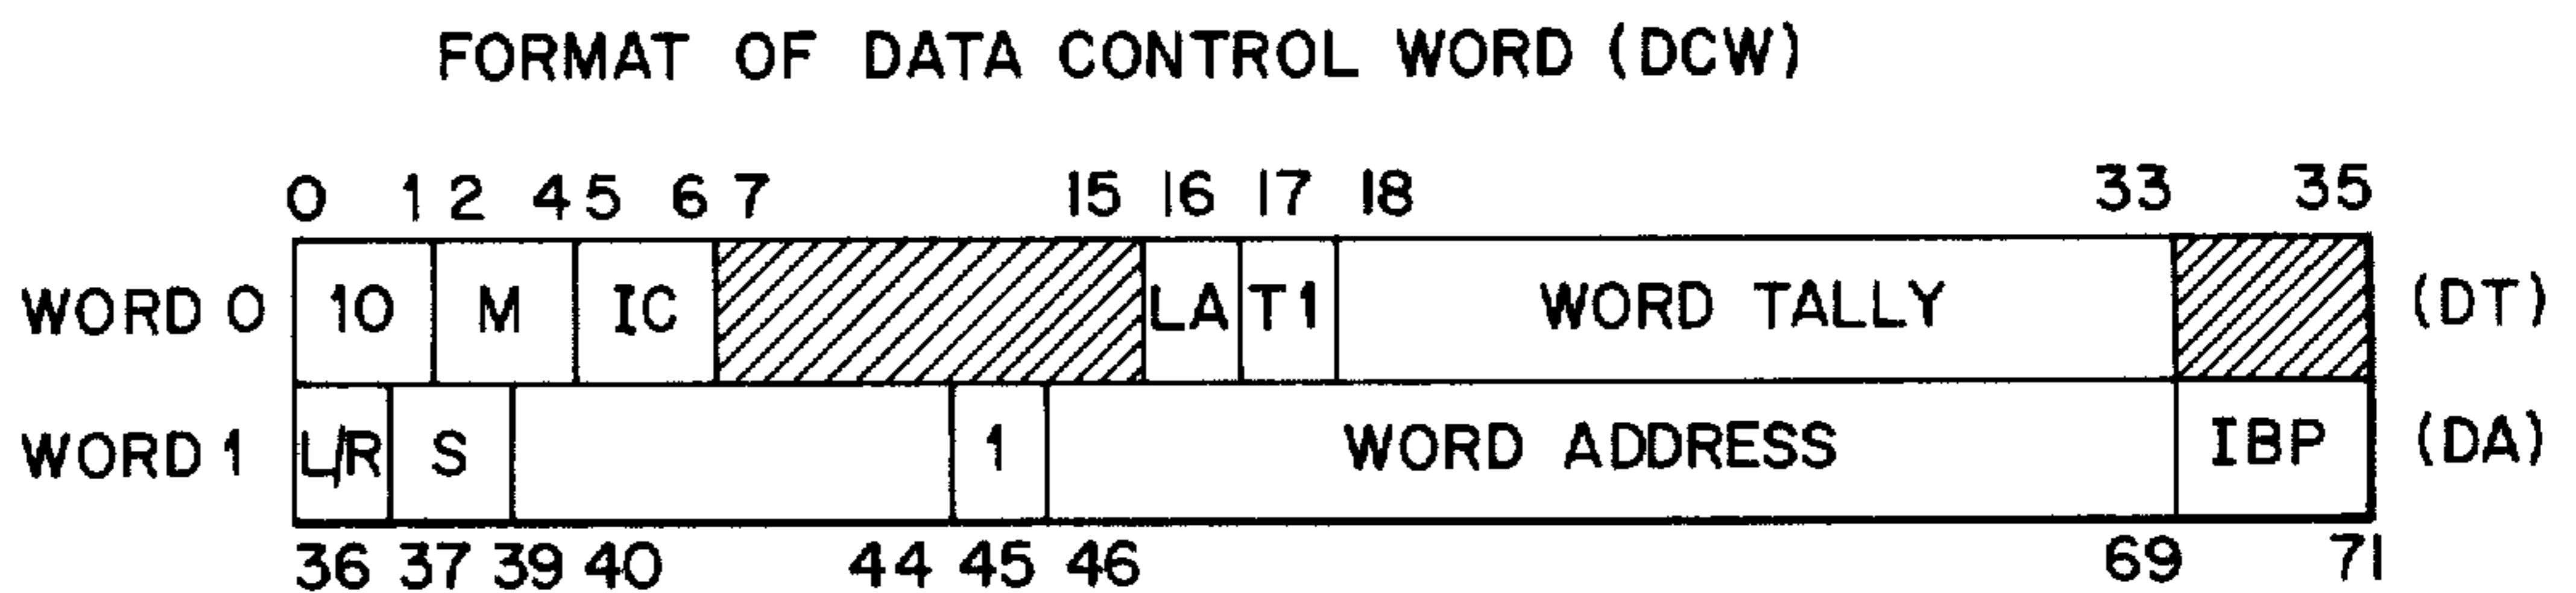 FORMAT OF DATA CONTROL WORD (DCW)
0 1 2 4 5 6 7 15 16 17 18 33 35
WORD 0 10 M IC LA T1 WORD TALLY (DT)
WORD 1 L/R S 1 WORD ADDRESS IBP (DA)
36 37 39 40 44 45 46 69 71